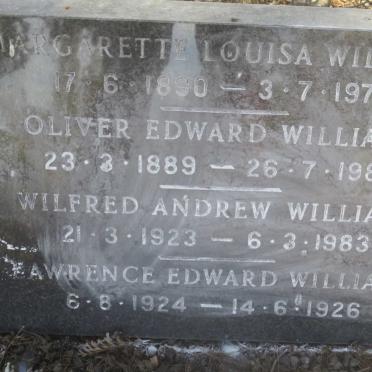 MARGARETTE LOUISA WIL
17·6·1890 — 3·7·197
OLIVER EDWARD WILLIA
23·3·1889 — 26·7·198
WILFRED ANDREW WILLIA
21·3·1923 — 6·3·1983
LAWRENCE EDWARD WILLIA
6·8·1924 — 14·6·1926